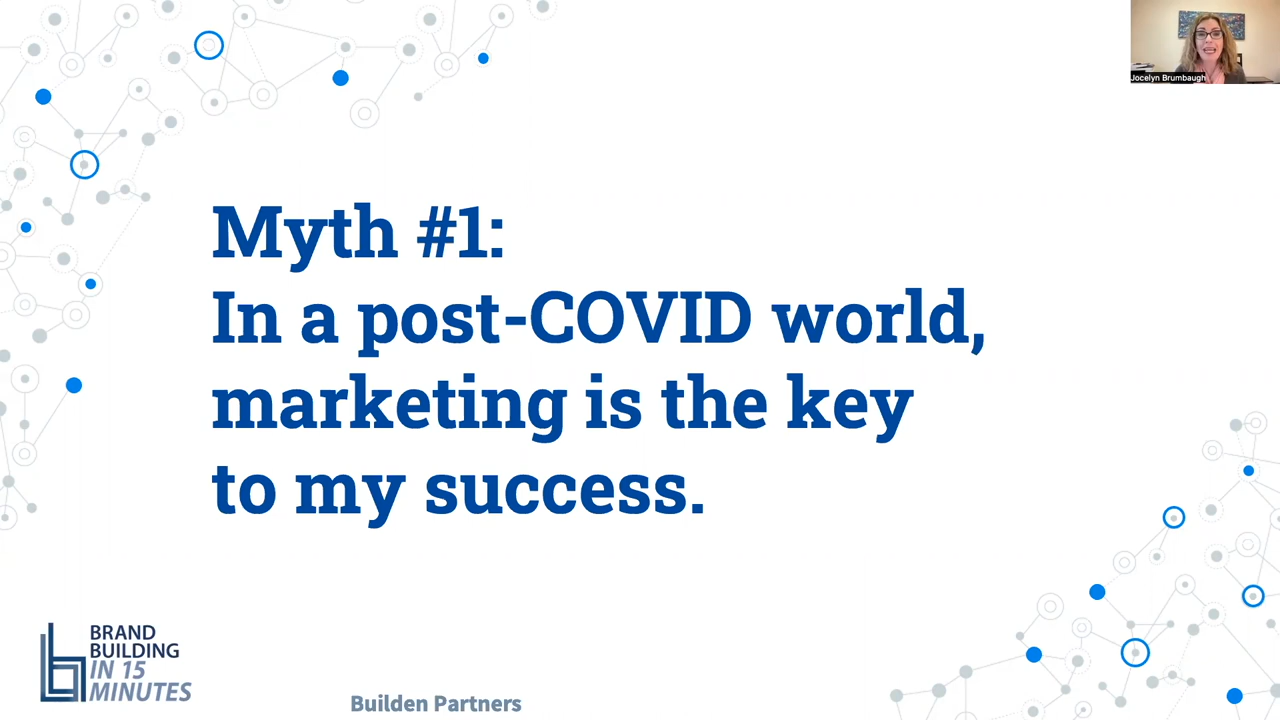 Jocelyn Brumbaugh
Myth #1:
In a post-COVID world,
marketing is the key
to my success.
BRAND
BUILDING
IN 15
MINUTES
Builden Partners